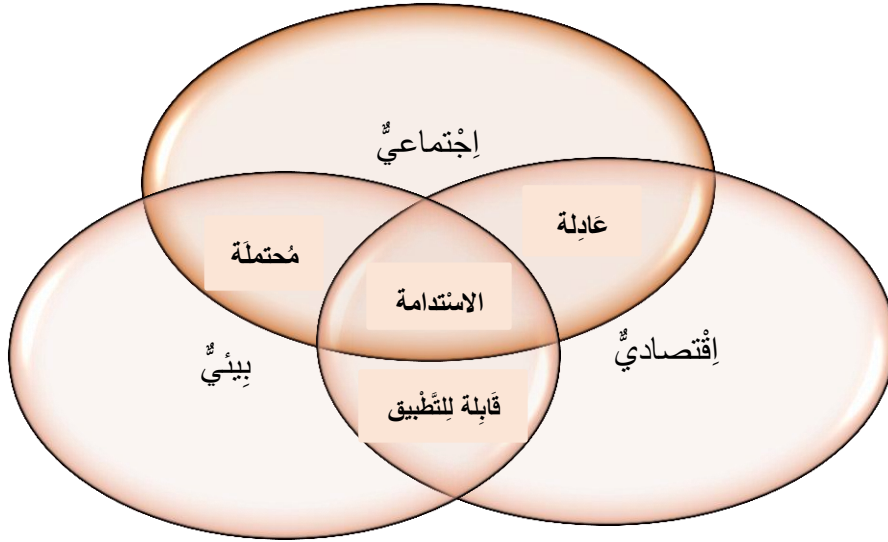 اِجْتماعيٌّ
عَادِلة
مُحتملَة
الاسْتدامة
اِقْتصاديٌّ
بِيئيٌّ
قَابِلة لِلتَّطْبيق